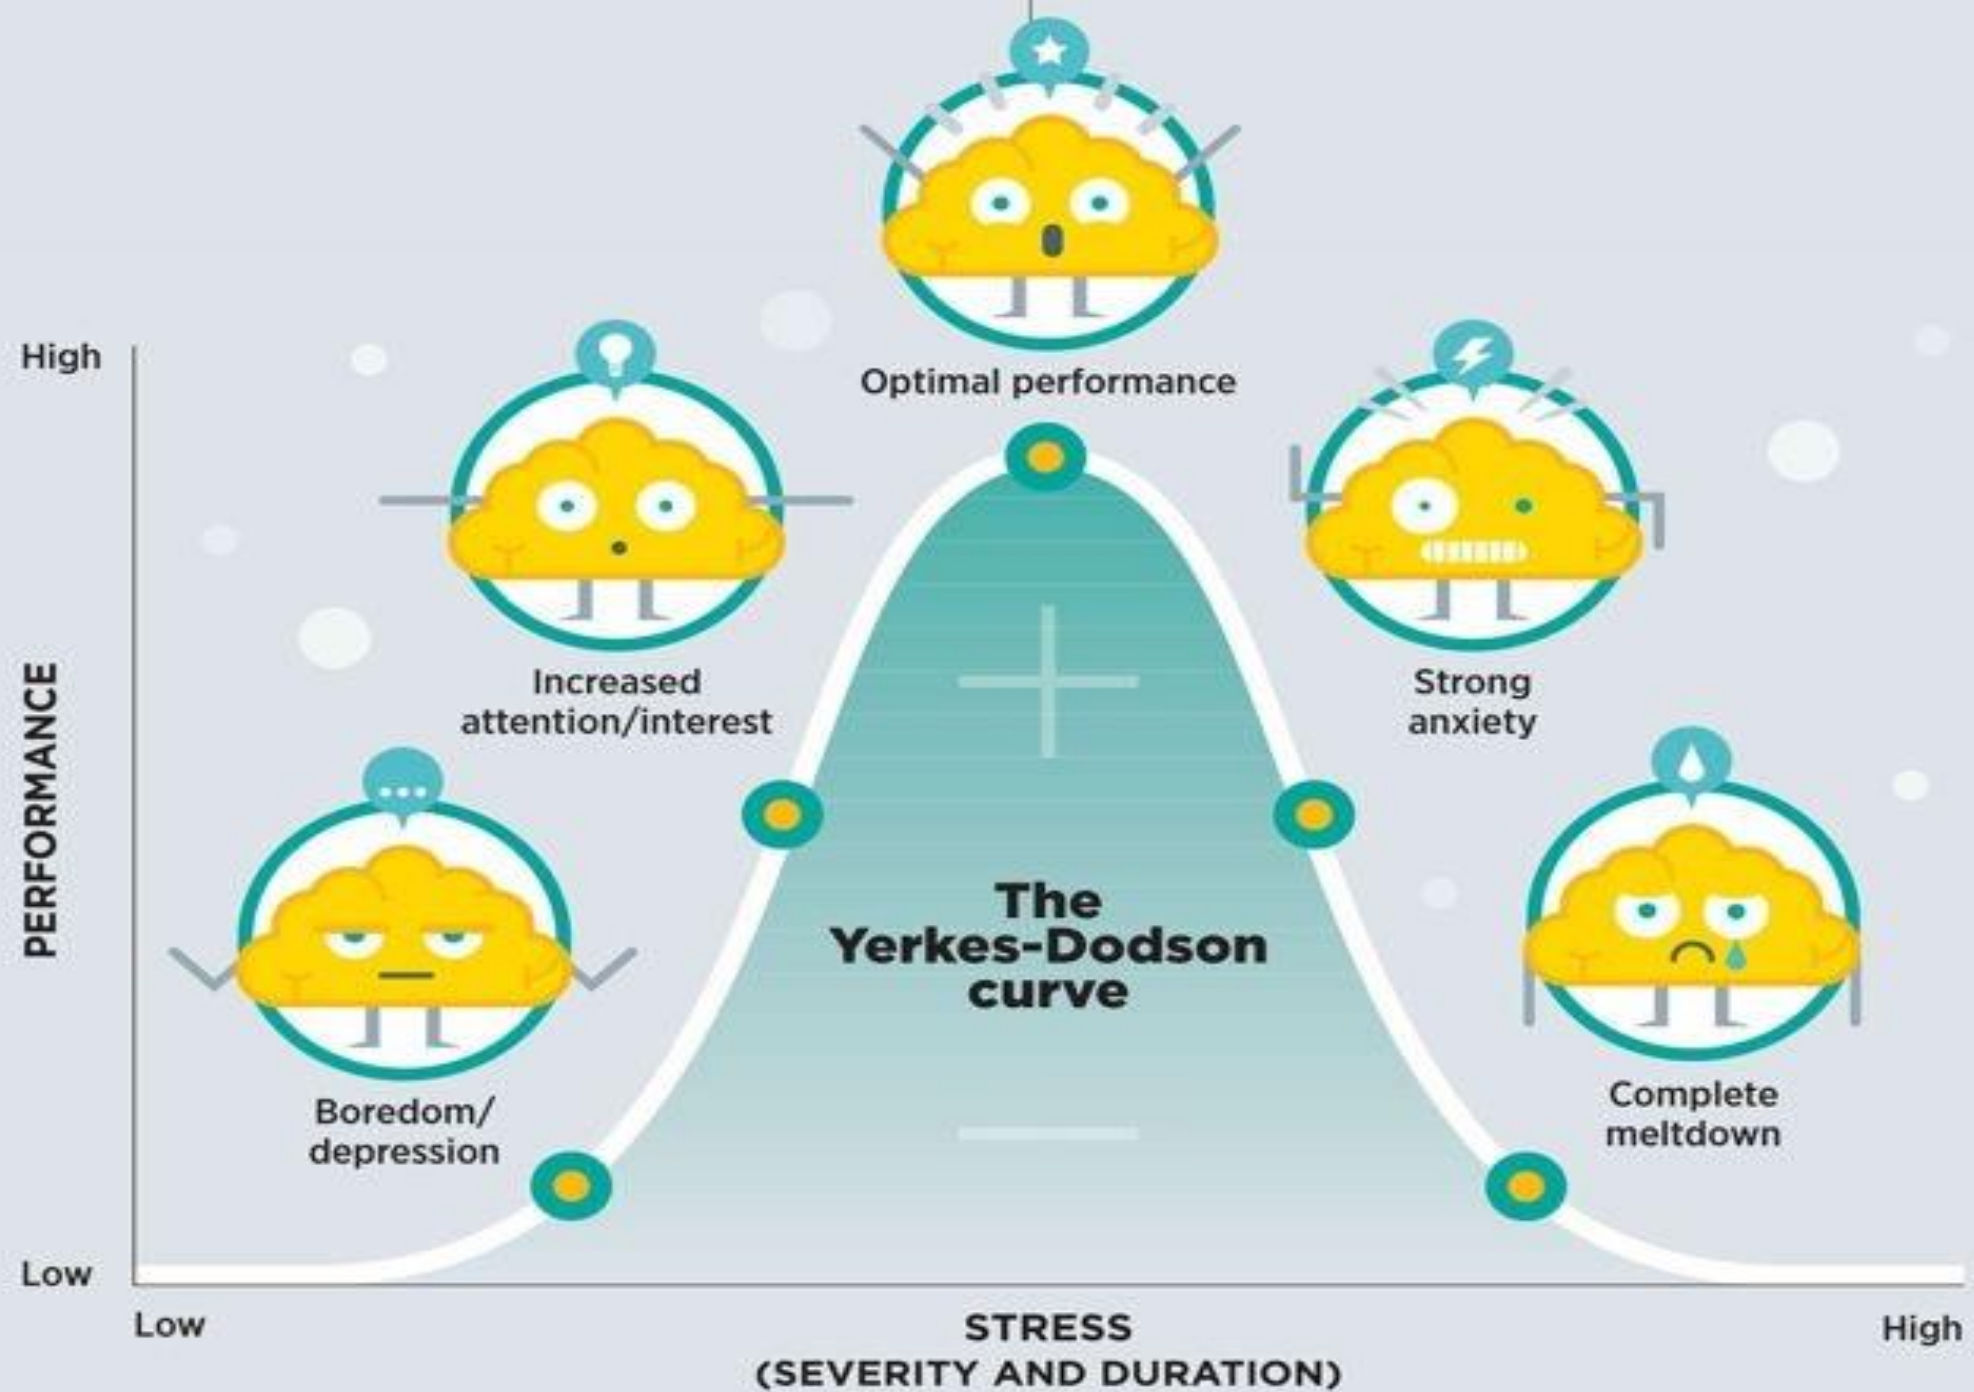 Optimal performance
High
Increased
attention/interest
Strong
anxiety
PERFORMANCE
The
Yerkes-Dodson
curve
Boredom/
depression
Complete
meltdown
Low
Low
STRESS
(SEVERITY AND DURATION)
High